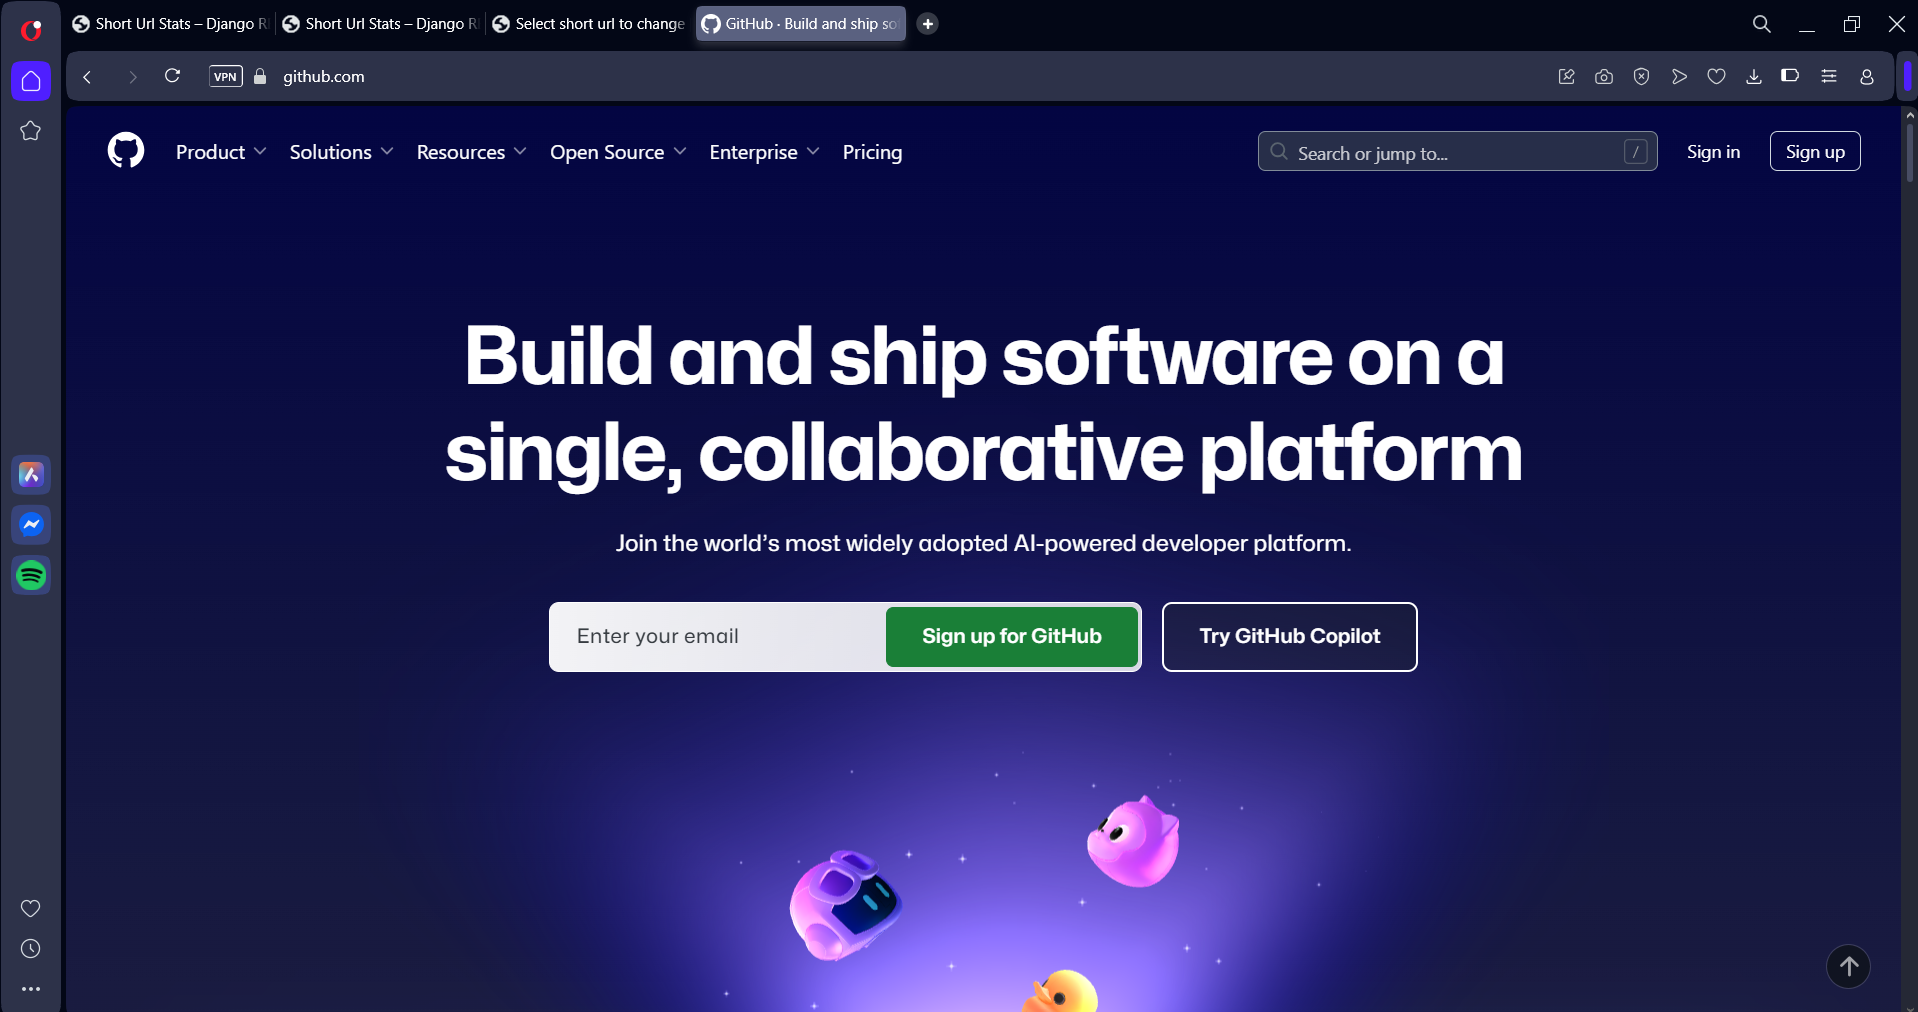 Short Url Stats – Django R
Short Url Stats – Django R
Select short url to change
GitHub · Build and ship so
VPN
github.com
Product
Solutions
Resources
Open Source
Enterprise
Pricing
Search or jump to...
/
Sign in
Sign up
Build and ship software on a
single, collaborative platform
Join the world’s most widely adopted AI-powered developer platform.
Enter your email
Sign up for GitHub
Try GitHub Copilot